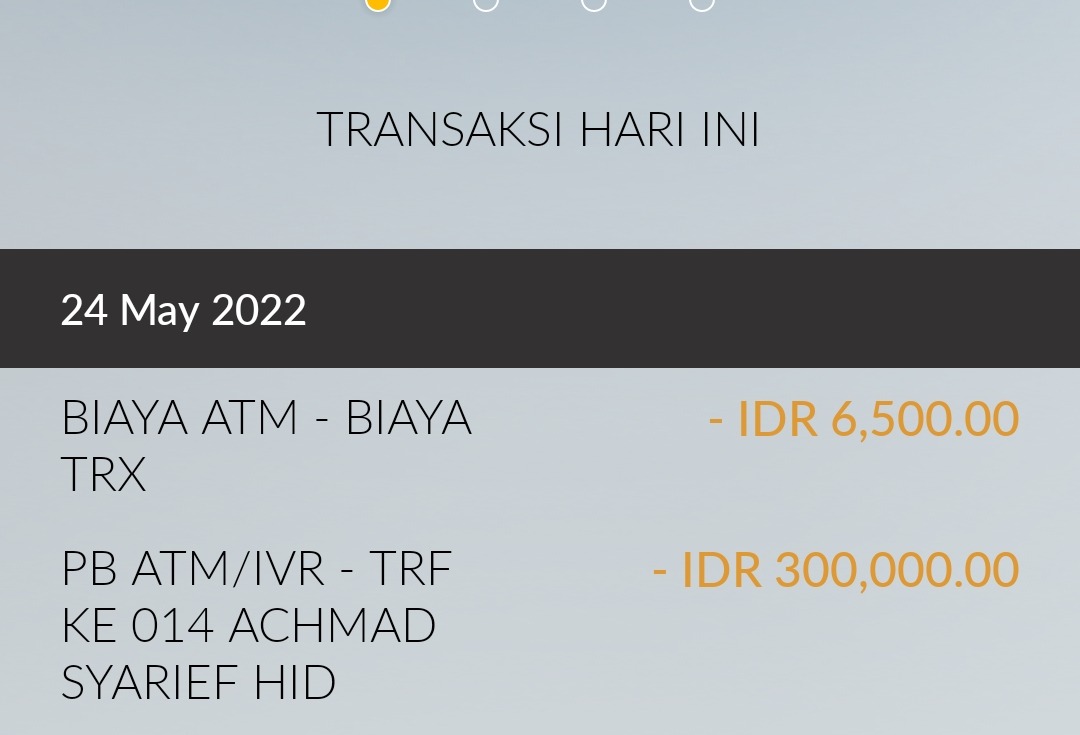 TRANSAKSI HARI INI
24 May 2022
BIAYA ATM - BIAYA - IDR 6,500.00
TRX
PB ATM/IVR - TRF - IDR 300,000.00
KE 014 ACHMAD
SYARIEF HID